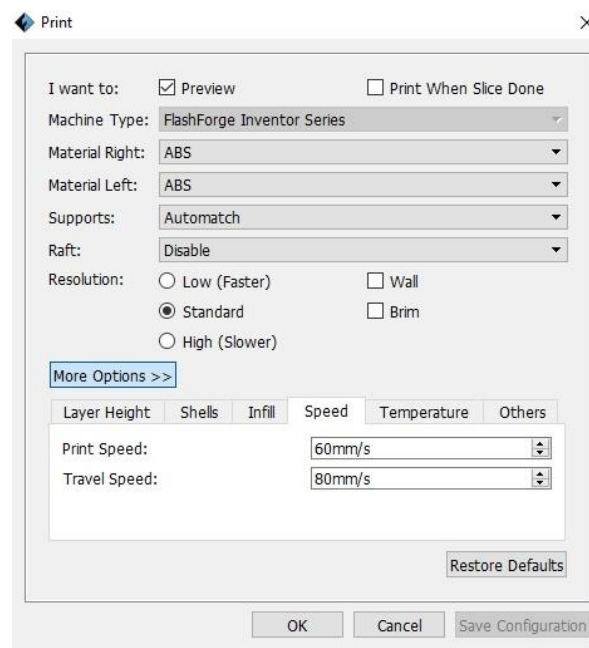 Print
I want to: Preview Print When Slice Done
Machine Type: FlashForge Inventor Series
Material Right: ABS
Material Left: ABS
Supports: Automatch
Raft: Disable
Resolution: Low (Faster) Wall
Standard Brim
High (Slower)
More Options >>
Layer Height Shells Infill Speed Temperature Others
Print Speed: 60mm/s
Travel Speed: 80mm/s
Restore Defaults
OK Cancel Save Configuration